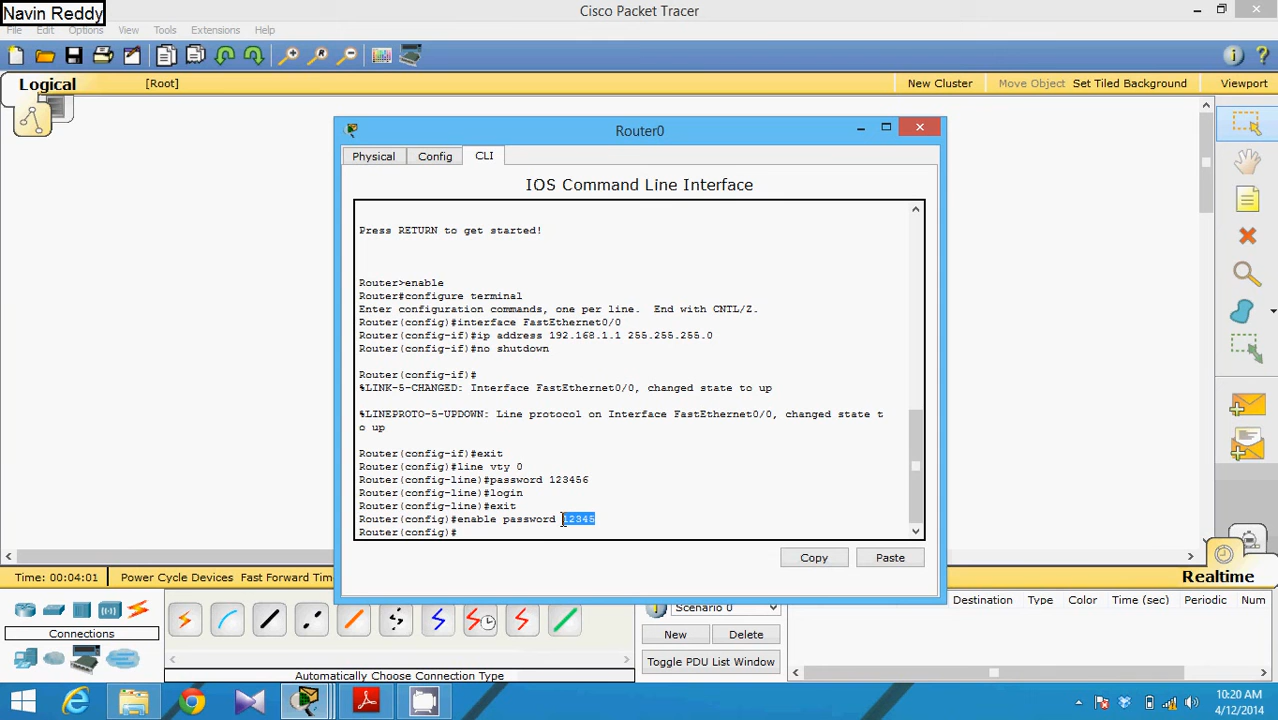 Navin Reddy
Cisco Packet Tracer
File Edit Options View Tools Extensions Help
Logical
[Root]
New Cluster
Move Object
Set Tiled Background
Viewport
Router0
Physical
Config
CLI
IOS Command Line Interface
Press RETURN to get started!
Router>enable
Router#configure terminal
Enter configuration commands, one per line.  End with CNTL/Z.
Router(config)#interface FastEthernet0/0
Router(config-if)#ip address 192.168.1.1 255.255.255.0
Router(config-if)#no shutdown
Router(config-if)#
%LINK-5-CHANGED: Interface FastEthernet0/0, changed state to up
%LINEPROTO-5-UPDOWN: Line protocol on Interface FastEthernet0/0, changed state t
o up
Router(config-if)#exit
Router(config)#line vty 0
Router(config-line)#password 123456
Router(config-line)#login
Router(config-line)#exit
Router(config)#enable password 12345
Router(config)#
Copy
Paste
Time: 00:04:01
Power Cycle Devices
Fast Forward Tim
Realtime
Connections
Automatically Choose Connection Type
Scenario 0
New
Delete
Toggle PDU List Window
Destination
Type
Color
Time (sec)
Periodic
Num
10:20 AM
4/12/2014